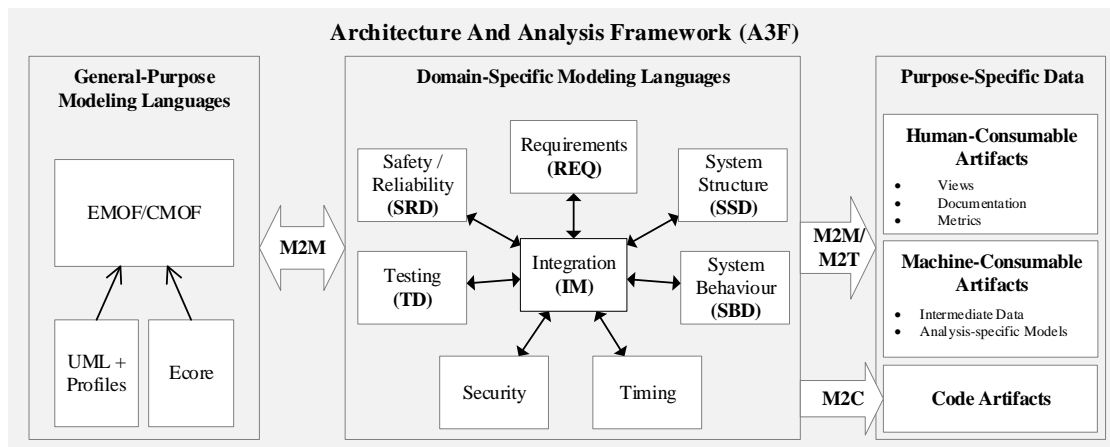 Architecture And Analysis Framework (A3F)
General-Purpose
Modeling Languages
EMOF/CMOF
UML +
Profiles
Ecore
M2M
Domain-Specific Modeling Languages
Requirements
(REQ)
Safety /
Reliability
(SRD)
System
Structure
(SSD)
Integration
(IM)
Testing
(TD)
System
Behaviour
(SBD)
Security
Timing
M2M/
M2T
M2C
Purpose-Specific Data
Human-Consumable
Artifacts
• Views
• Documentation
• Metrics
Machine-Consumable
Artifacts
• Intermediate Data
• Analysis-specific Models
Code Artifacts